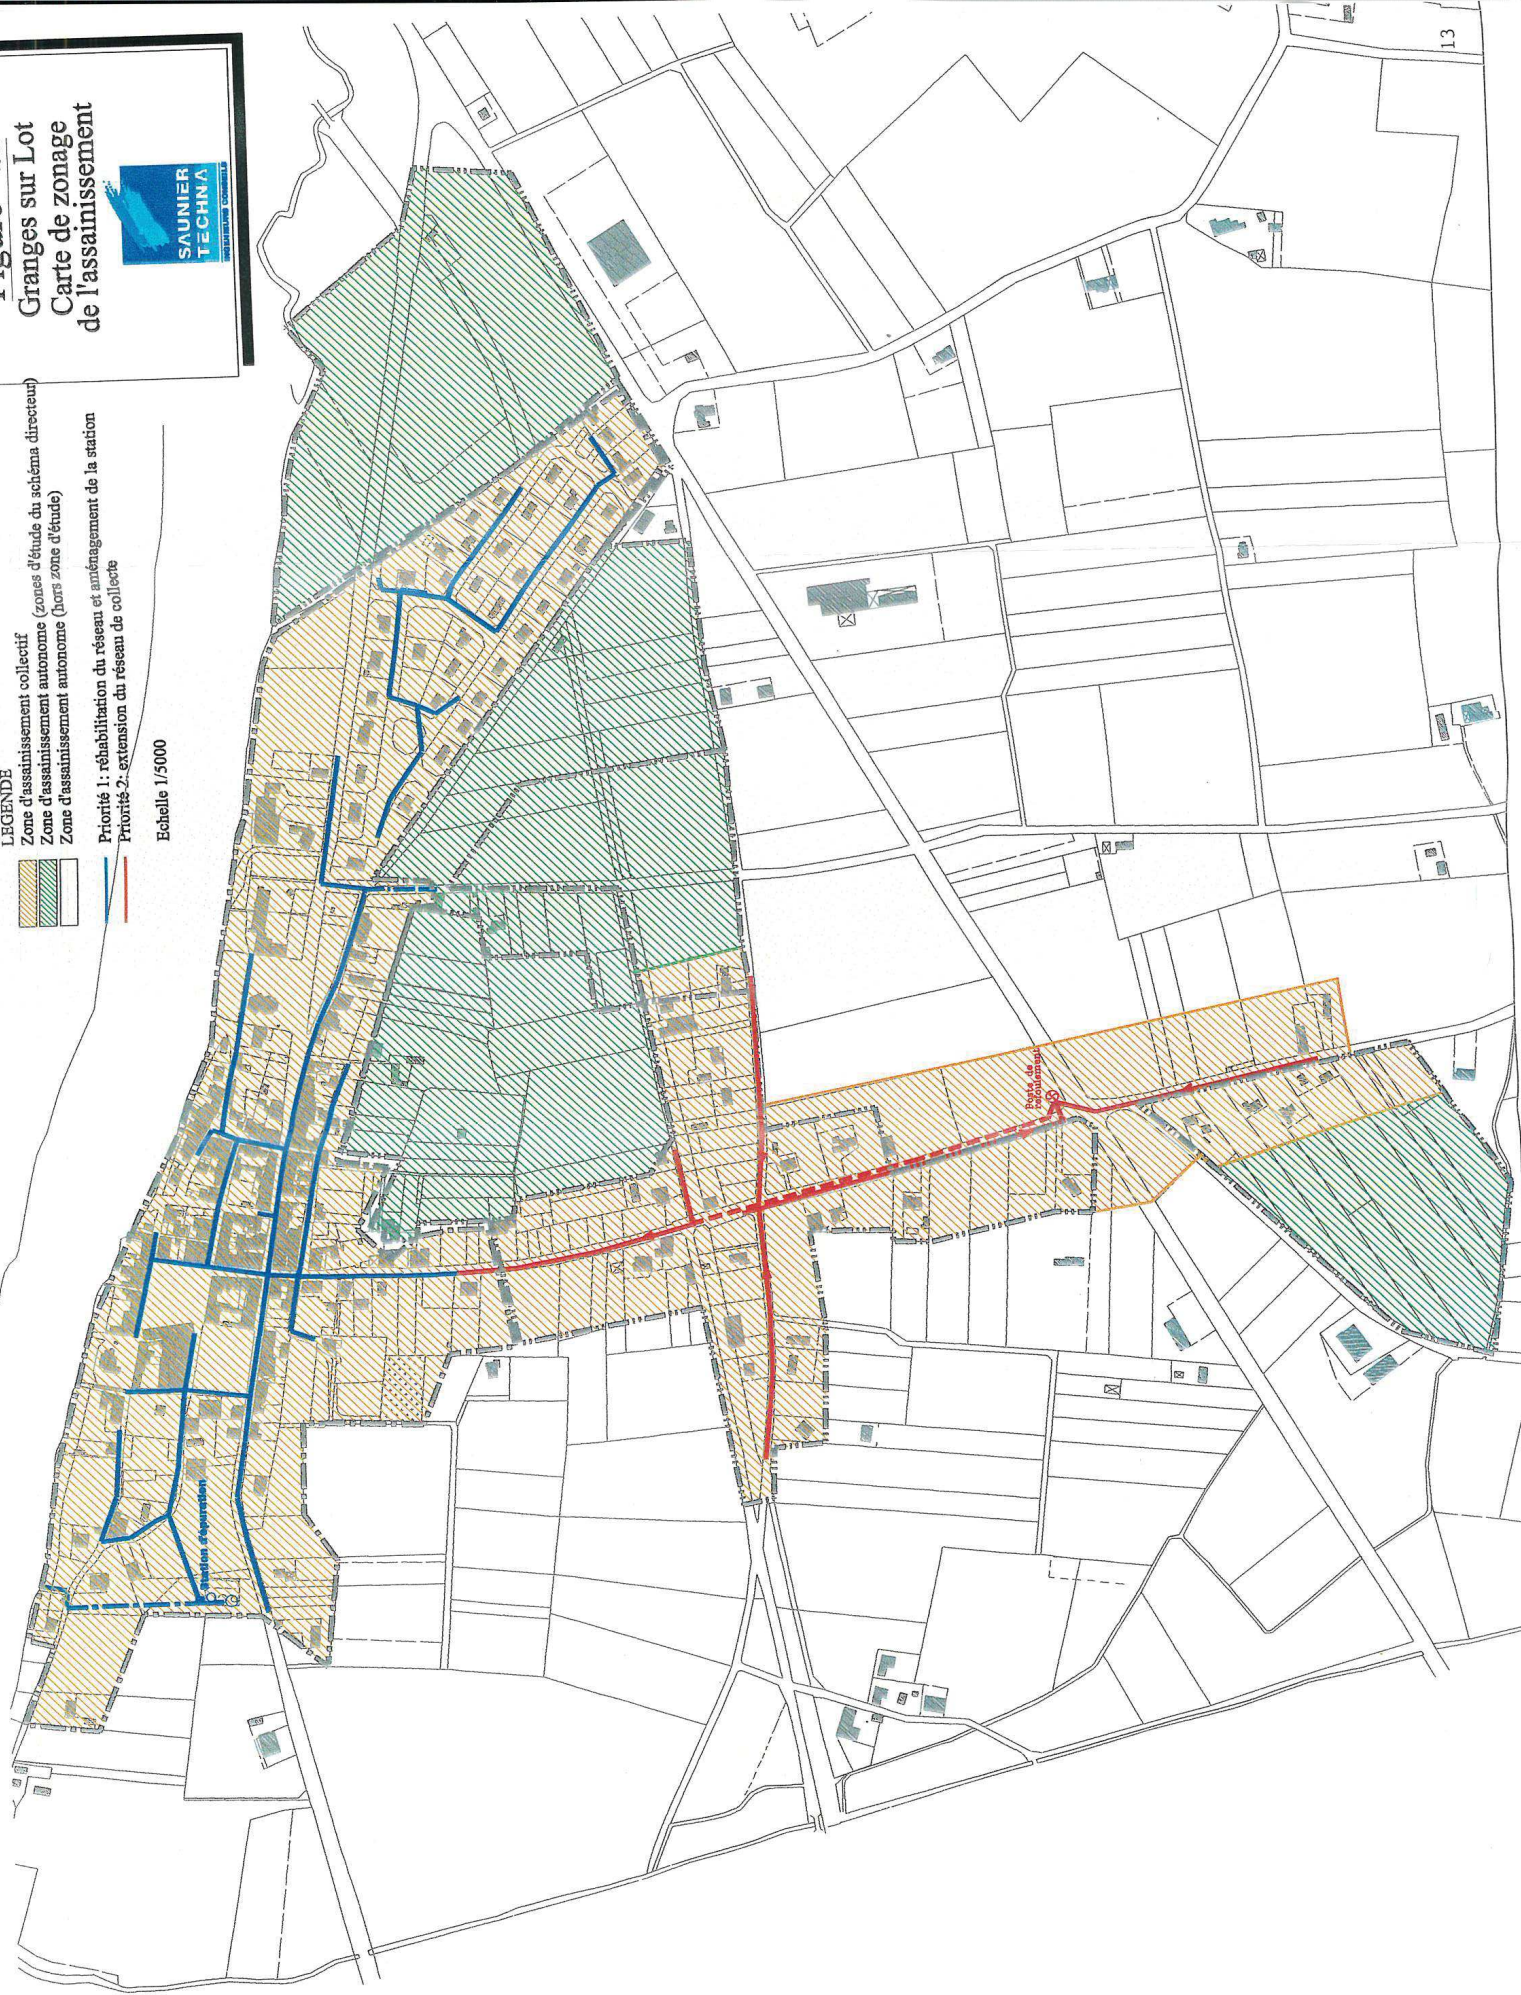 Granges sur Lot
Carte de zonage
de l'assainissement
SAUNIER
TECHNA
INGENIEURS CONSEILS
LEGENDE
Zone d'assainissement collectif
Zone d'assainissement autonome (zones d'étude du schéma directeur)
Zone d'assainissement autonome (hors zone d'étude)
Priorité 1: réhabilitation du réseau et aménagement de la station
Priorité 2: extension du réseau de collecte
Echelle 1/5000
Station d'épuration
Poste de
refoulement
13